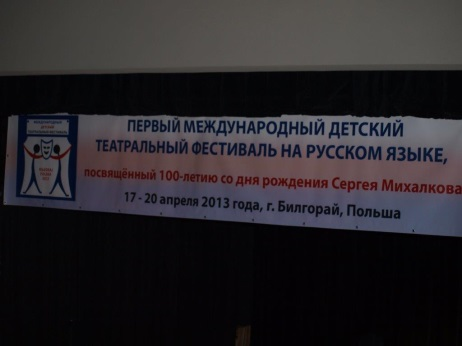 ПЕРВЫЙ МЕЖДУНАРОДНЫЙ ДЕТСКИЙ
ТЕАТРАЛЬНЫЙ ФЕСТИВАЛЬ НА РУССКОМ ЯЗЫКЕ,
посвящённый 100-летию со дня рождения Сергея Михалкова
17 - 20 апреля 2013 года, г. Билгорай, Польша